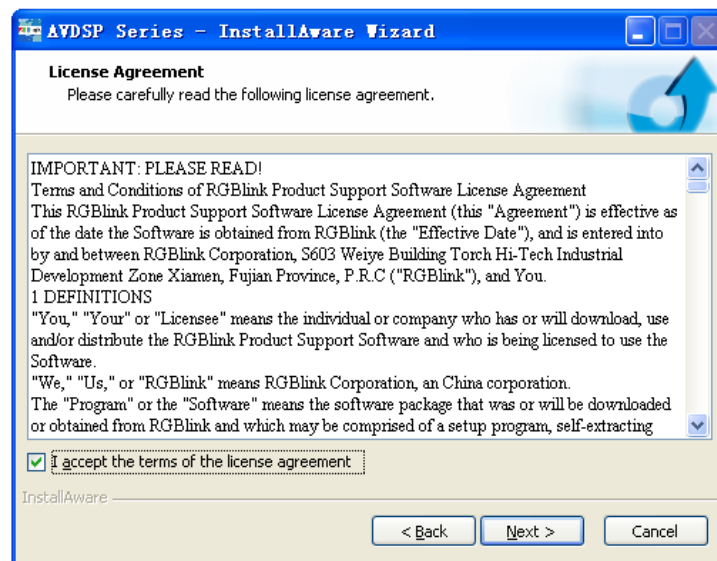 AVDSP Series - InstallAware Wizard
License Agreement
Please carefully read the following license agreement.
IMPORTANT: PLEASE READ!
Terms and Conditions of RGBlink Product Support Software License Agreement
This RGBlink Product Support Software License Agreement (this "Agreement") is effective as
of the date the Software is obtained from RGBlink (the "Effective Date"), and is entered into
by and between RGBlink Corporation, S603 Weiye Building Torch Hi-Tech Industrial
Development Zone Xiamen, Fujian Province, P.R.C ("RGBlink"), and You.
1 DEFINITIONS
"You," "Your" or "Licensee" means the individual or company who has or will download, use
and/or distribute the RGBlink Product Support Software and who is being licensed to use the
Software.
"We," "Us," or "RGBlink" means RGBlink Corporation, an China corporation.
The "Program" or the "Software" means the software package that was or will be downloaded
or obtained from RGBlink and which may be comprised of a setup program, self-extracting
I accept the terms of the license agreement
InstallAware
< Back
Next >
Cancel